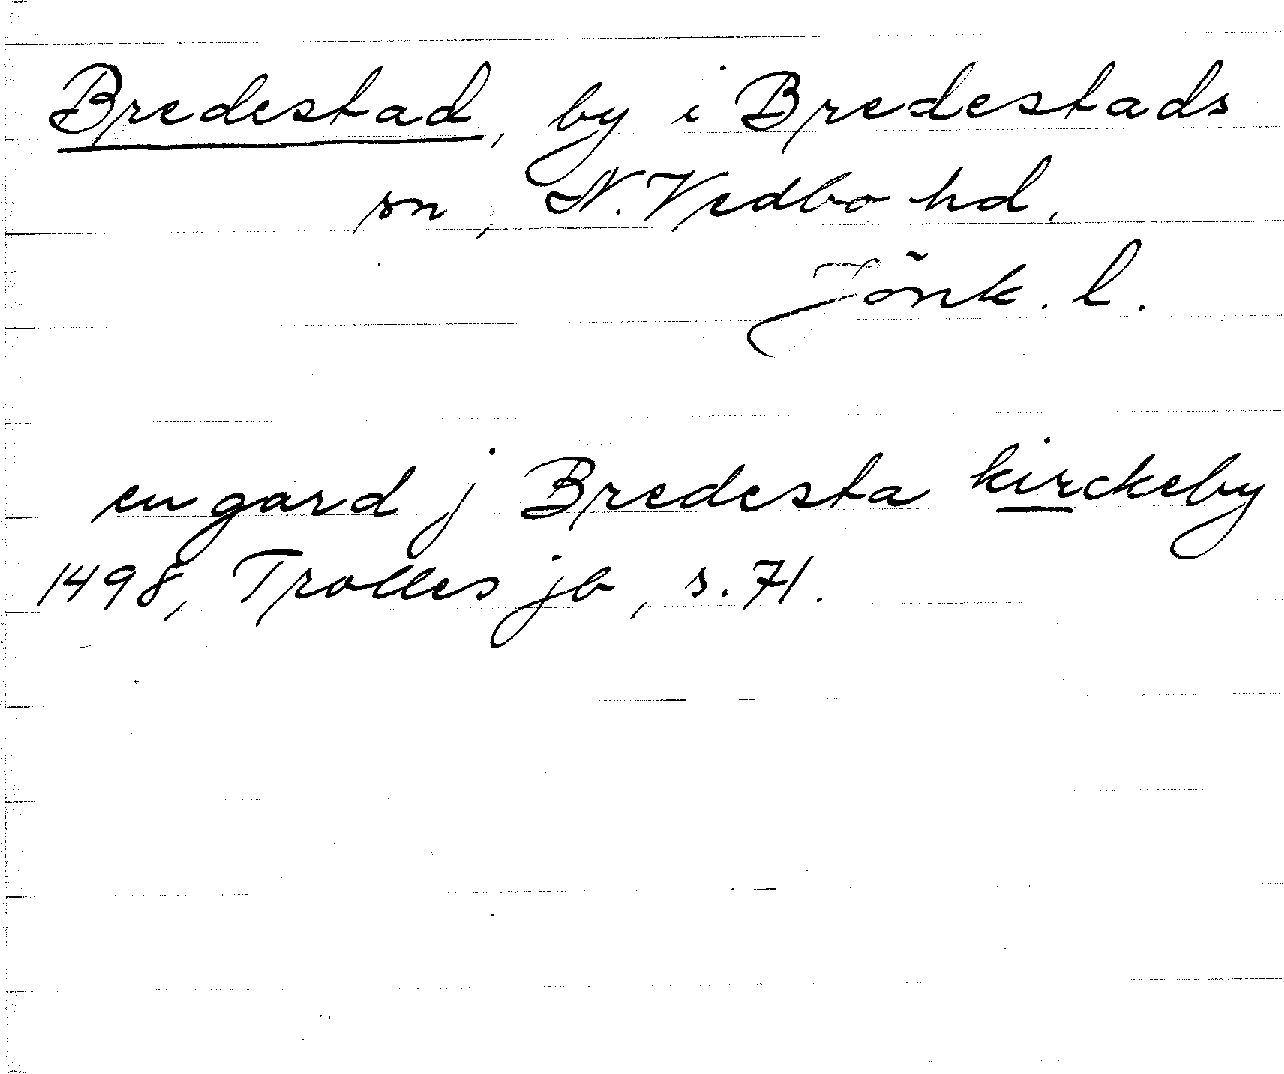 Bredestad, by i Bredestads
sn, N. Vedbo hd,
Jönk. l.
en gard j Bredesta kirckeby
1498, Trolles jb, s. 71.